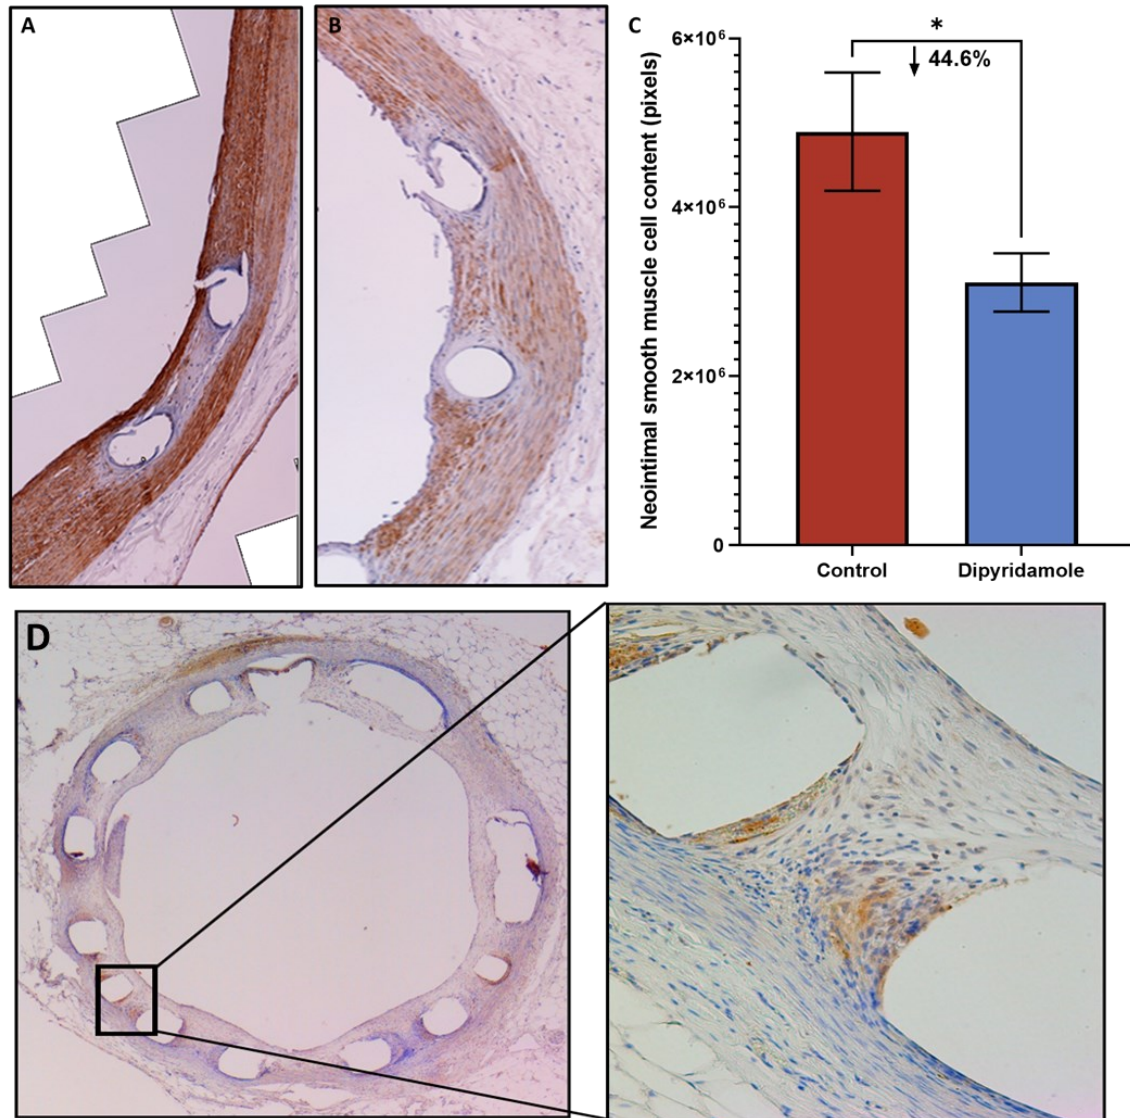 A
B
C
Neointimal smooth muscle cell content (pixels)
6×10⁶
4×10⁶
2×10⁶
0
*
↓ 44.6%
Control
Dipyridamole
D